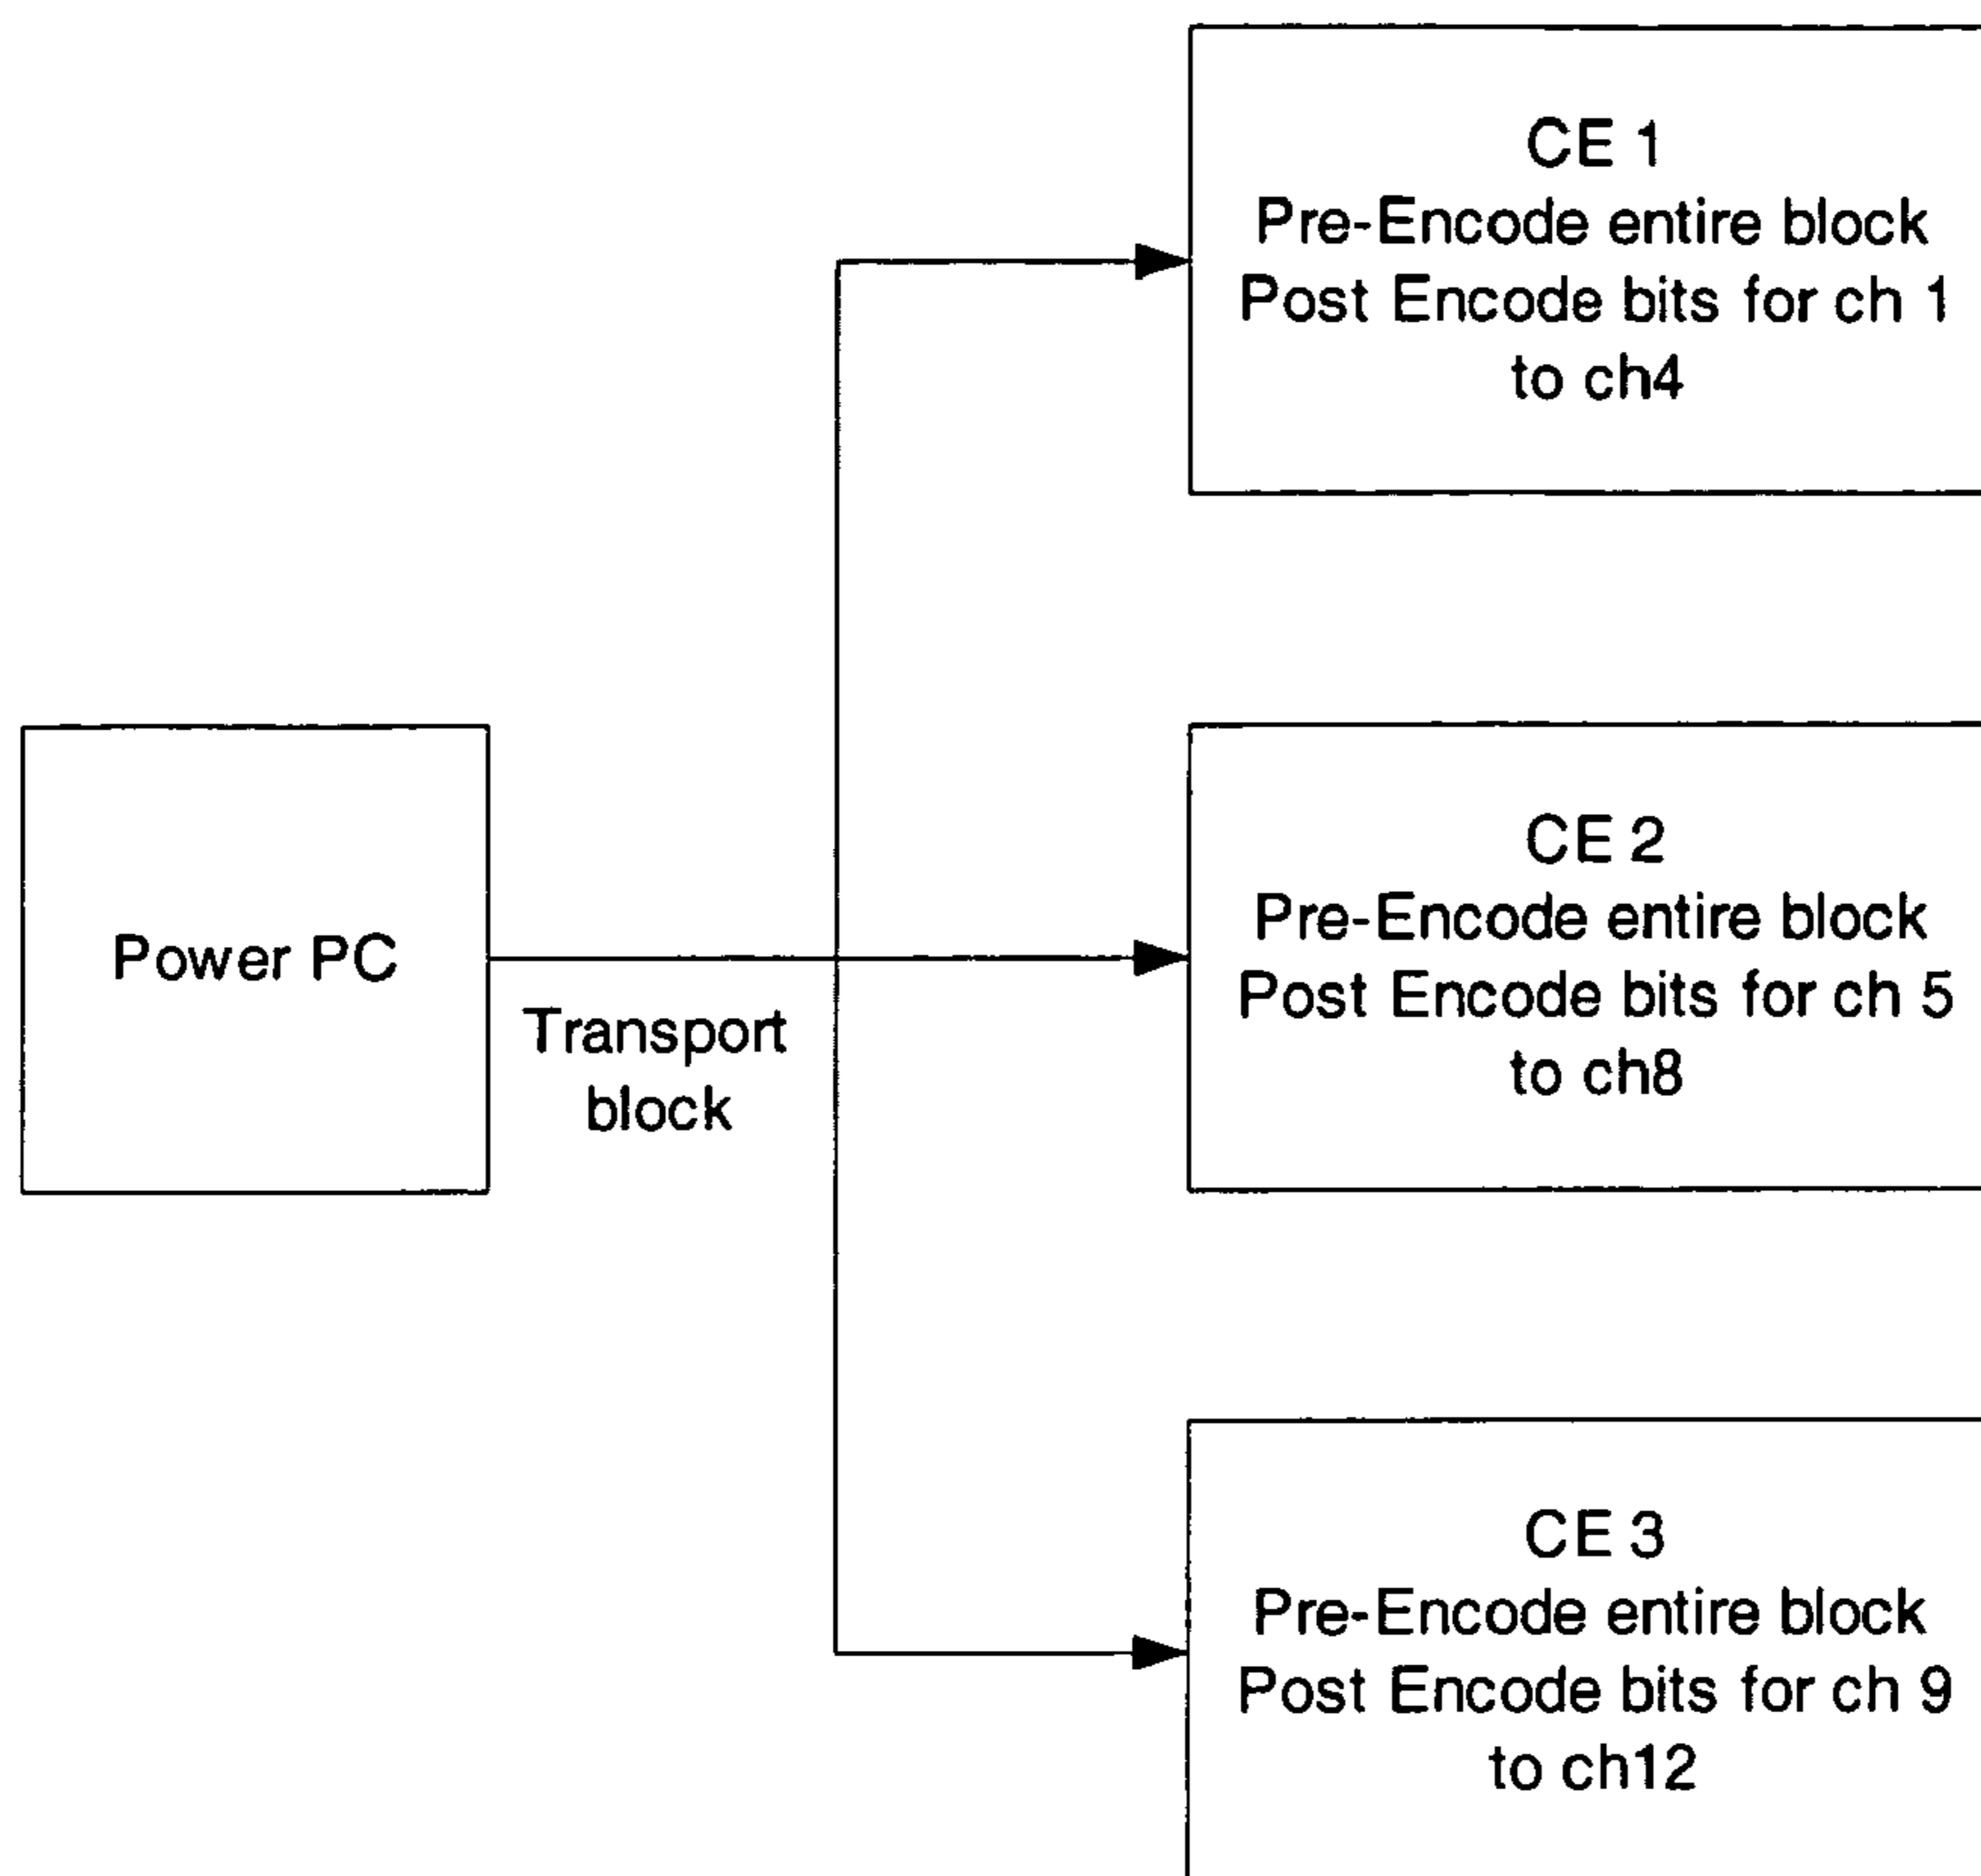 CE 1
Pre-Encode entire block
Post Encode bits for ch 1
to ch4
Power PC
Transport
block
CE 2
Pre-Encode entire block
Post Encode bits for ch 5
to ch8
CE 3
Pre-Encode entire block
Post Encode bits for ch 9
to ch12